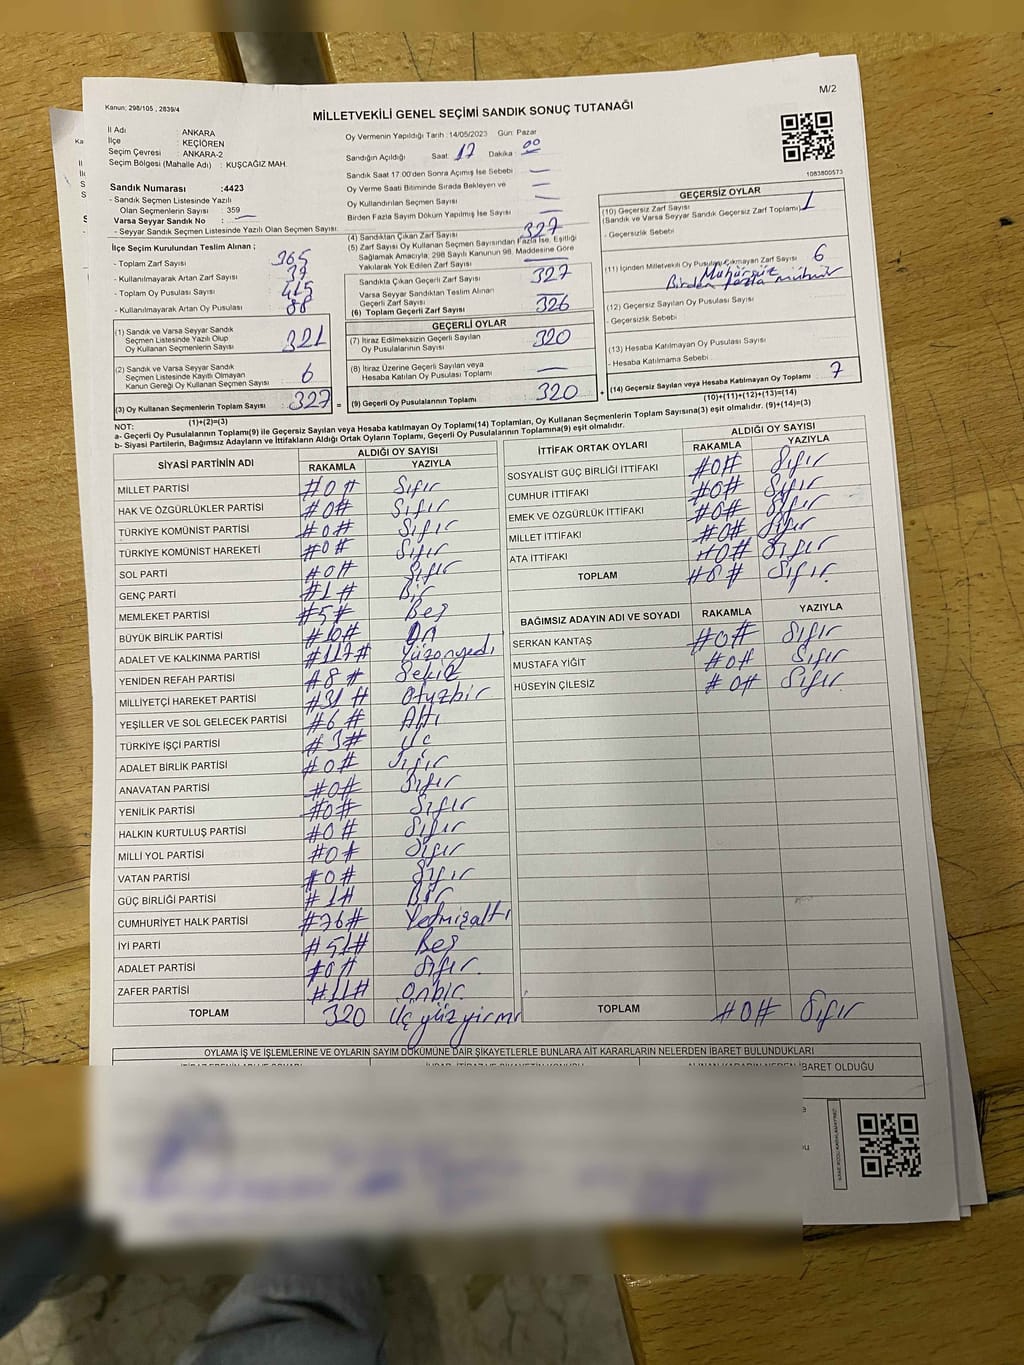 Kanun; 298/105 , 2839/4
M/2
MİLLETVEKİLİ GENEL SEÇİMİ SANDIK SONUÇ TUTANAĞI
İl Adı : ANKARA
İlçe : KEÇİÖREN
Seçim Çevresi : ANKARA-2
Seçim Bölgesi (Mahalle Adı) : KUŞCAĞIZ MAH.
Sandık Numarası :4423
- Sandık Seçmen Listesinde Yazılı
Olan Seçmenlerin Sayısı : 359
Varsa Seyyar Sandık No : —
- Seyyar Sandık Seçmen Listesinde Yazılı Olan Seçmen Sayısı
İlçe Seçim Kurulundan Teslim Alınan ;
- Toplam Zarf Sayısı 365
- Kullanılmayarak Artan Zarf Sayısı
- Toplam Oy Pusulası Sayısı 415
- Kullanılmayarak Artan Oy Pusulası 88
(1) Sandık ve Varsa Seyyar Sandık
Seçmen Listesinde Yazılı Olup
Oy Kullanan Seçmenlerin Sayısı 321
(2) Sandık ve Varsa Seyyar Sandık
Seçmen Listesinde Kayıtlı Olmayan
Kanun Gereği Oy Kullanan Seçmen Sayısı 6
(3) Oy Kullanan Seçmenlerin Toplam Sayısı 327 =
(1)+(2)=(3)
Oy Vermenin Yapıldığı Tarih : 14/05/2023 Gün: Pazar
Sandığın Açıldığı Saat: 17 Dakika : 00
Sandık Saat 17:00'den Sonra Açılmış İse Sebebi : —
Oy Verme Saati Bitiminde Sırada Bekleyen ve
Oy Kullandırılan Seçmen Sayısı : —
Birden Fazla Sayım Döküm Yapılmış İse Sayısı : —
(4) Sandıktan Çıkan Zarf Sayısı 327
(5) Zarf Sayısı Oy Kullanan Seçmen Sayısından Fazla İse, Eşitliği
Sağlamak Amacıyla; 298 Sayılı Kanunun 98. Maddesine Göre
Yakılarak Yok Edilen Zarf Sayısı —
Sandıkta Çıkan Geçerli Zarf Sayısı 327
Varsa Seyyar Sandıktan Teslim Alınan
Geçerli Zarf Sayısı —
(6) Toplam Geçerli Zarf Sayısı 326
GEÇERLİ OYLAR
(7) İtiraz Edilmeksizin Geçerli Sayılan
Oy Pusulalarının Sayısı 320
(8) İtiraz Üzerine Geçerli Sayılan veya
Hesaba Katılan Oy Pusulası Toplamı —
(9) Geçerli Oy Pusulalarının Toplamı 320 +
1083800573
GEÇERSİZ OYLAR
(10) Geçersiz Zarf Sayısı
(Sandık ve Varsa Seyyar Sandık Geçersiz Zarf Toplamı) 1
- Geçersizlik Sebebi
(11) İçinden Milletvekili Oy Pusulası Çıkmayan Zarf Sayısı 6
Mühürsüz
Birden fazla mühür
(12) Geçersiz Sayılan Oy Pusulası Sayısı
- Geçersizlik Sebebi
(13) Hesaba Katılmayan Oy Pusulası Sayısı
- Hesaba Katılmama Sebebi
(14) Geçersiz Sayılan veya Hesaba Katılmayan Oy Toplamı 7
(10)+(11)+(12)+(13)=(14)
NOT:
a- Geçerli Oy Pusulalarının Toplamı(9) ile Geçersiz Sayılan veya Hesaba Katılmayan Oy Toplamı(14) Toplamları, Oy Kullanan Seçmenlerin Toplam Sayısına(3) eşit olmalıdır. (9)+(14)=(3)
b- Siyasi Partilerin, Bağımsız Adayların ve İttifakların Aldığı Ortak Oyların Toplamı, Geçerli Oy Pusulalarının Toplamına(9) eşit olmalıdır.
SİYASİ PARTİNİN ADI ALDIĞI OY SAYISI
RAKAMLA YAZIYLA
MİLLET PARTİSİ #0# Sıfır
HAK VE ÖZGÜRLÜKLER PARTİSİ #0# Sıfır
TÜRKİYE KOMÜNİST PARTİSİ #0# Sıfır
TÜRKİYE KOMÜNİST HAREKETİ #0# Sıfır
SOL PARTİ #0# Sıfır
GENÇ PARTİ #1# Bir
MEMLEKET PARTİSİ #5# Beş
BÜYÜK BİRLİK PARTİSİ #10# On
ADALET VE KALKINMA PARTİSİ #117# Yüzonyedi
YENİDEN REFAH PARTİSİ #8# Sekiz
MİLLİYETÇİ HAREKET PARTİSİ #31# Otuzbir
YEŞİLLER VE SOL GELECEK PARTİSİ #6# Altı
TÜRKİYE İŞÇİ PARTİSİ #3# Üç
ADALET BİRLİK PARTİSİ #0# Sıfır
ANAVATAN PARTİSİ #0# Sıfır
YENİLİK PARTİSİ #0# Sıfır
HALKIN KURTULUŞ PARTİSİ #0# Sıfır
MİLLİ YOL PARTİSİ #0# Sıfır
VATAN PARTİSİ #0# Sıfır
GÜÇ BİRLİĞİ PARTİSİ #1# Bir
CUMHURİYET HALK PARTİSİ #76# Yetmişaltı
İYİ PARTİ #51# Beş
ADALET PARTİSİ #0# Sıfır
ZAFER PARTİSİ #11# Onbir
TOPLAM 320 Üçyüzyirmi
İTTİFAK ORTAK OYLARI ALDIĞI OY SAYISI
RAKAMLA YAZIYLA
SOSYALİST GÜÇ BİRLİĞİ İTTİFAKI #0# Sıfır
CUMHUR İTTİFAKI #0# Sıfır
EMEK VE ÖZGÜRLÜK İTTİFAKI #0# Sıfır
MİLLET İTTİFAKI #0# Sıfır
ATA İTTİFAKI #0# Sıfır
TOPLAM #0# Sıfır
BAĞIMSIZ ADAYIN ADI VE SOYADI RAKAMLA YAZIYLA
SERKAN KANTAŞ #0# Sıfır
MUSTAFA YİĞİT #0# Sıfır
HÜSEYİN ÇİLESİZ #0# Sıfır
TOPLAM #0# Sıfır
OYLAMA İŞ VE İŞLEMLERİNE VE OYLARIN SAYIM DÖKÜMÜNE DAİR ŞİKAYETLERLE BUNLARA AİT KARARLARIN NELERDEN İBARET BULUNDUKLARI
ALINAN KARARIN NEDEN İBARET OLDUĞU